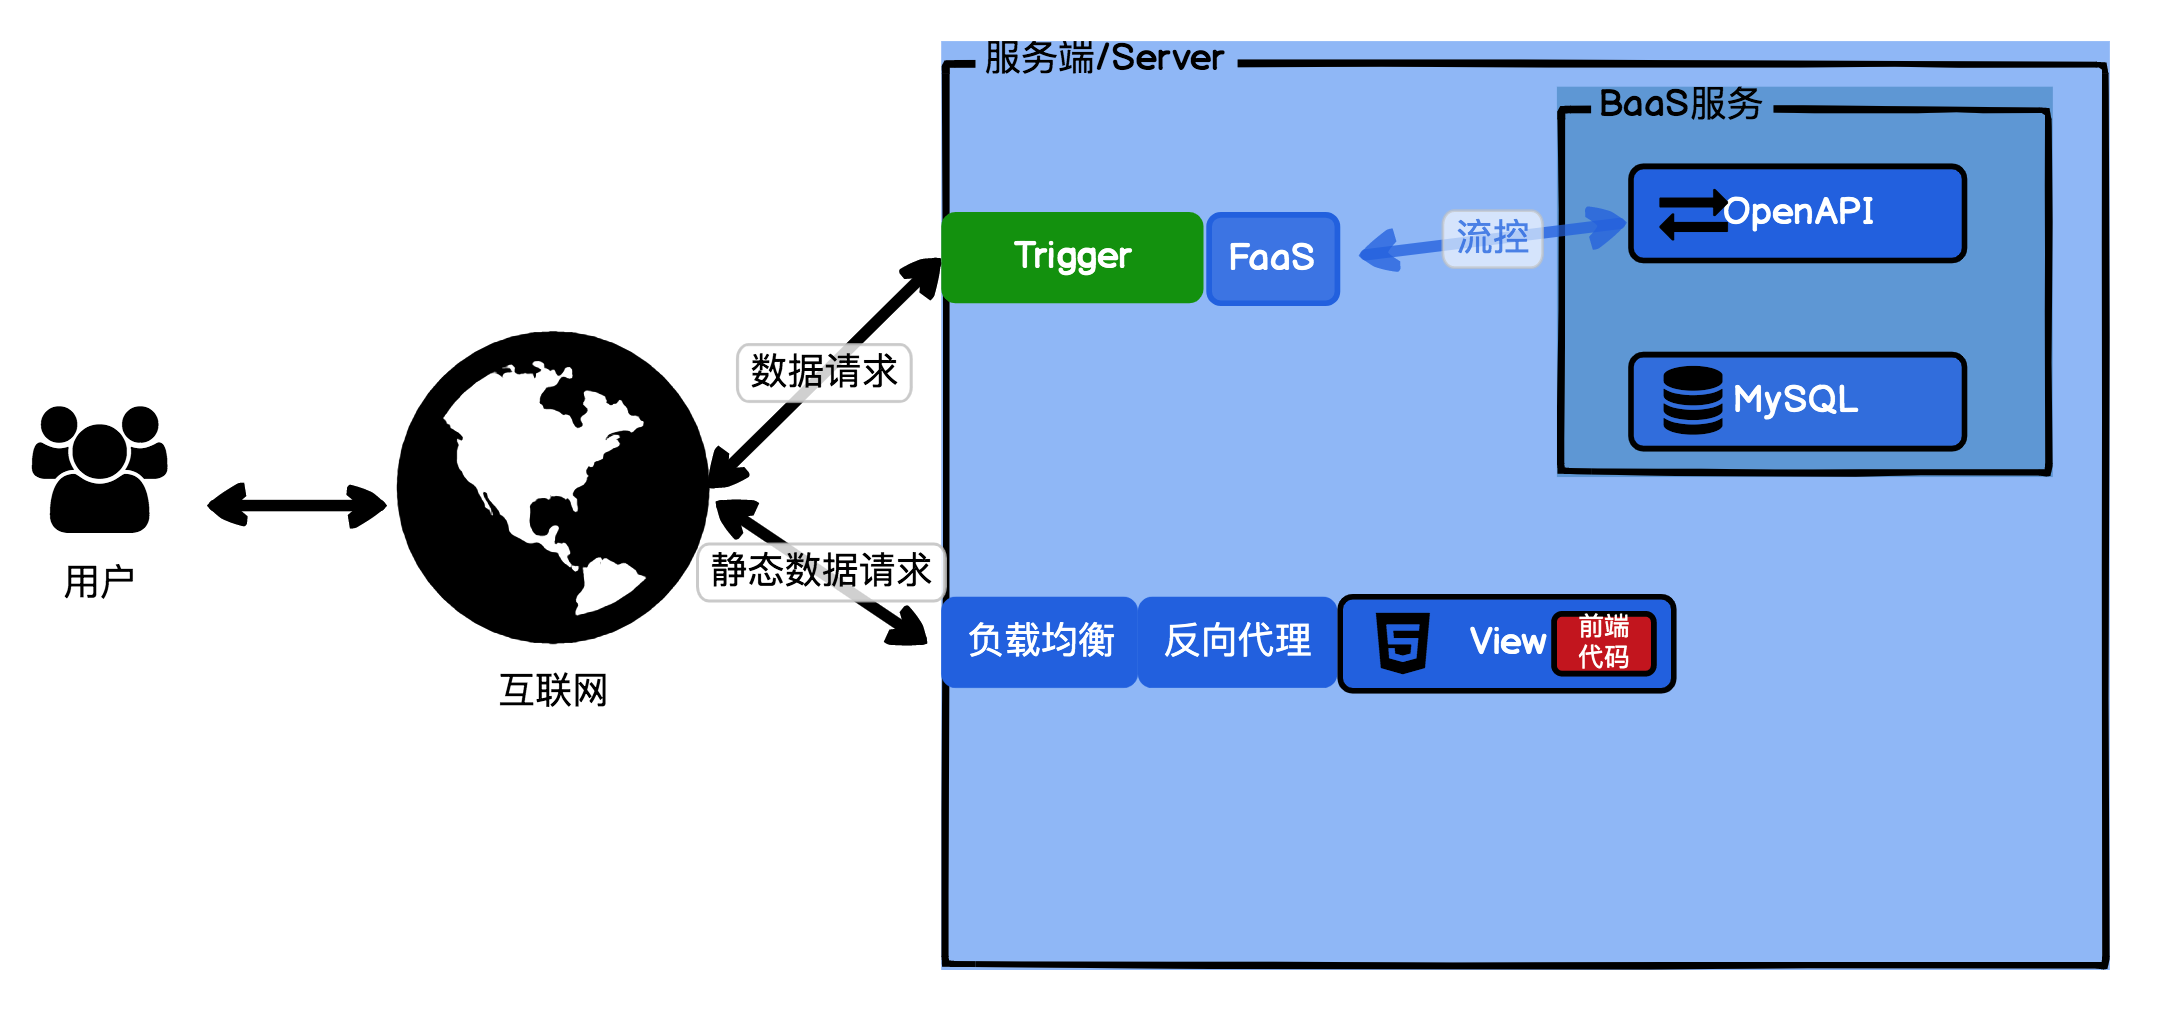 服务端/Server
BaaS服务
OpenAPI
Trigger
FaaS
流控
数据请求
MySQL
用户
静态数据请求
负载均衡
反向代理
5
View
前端
代码
互联网